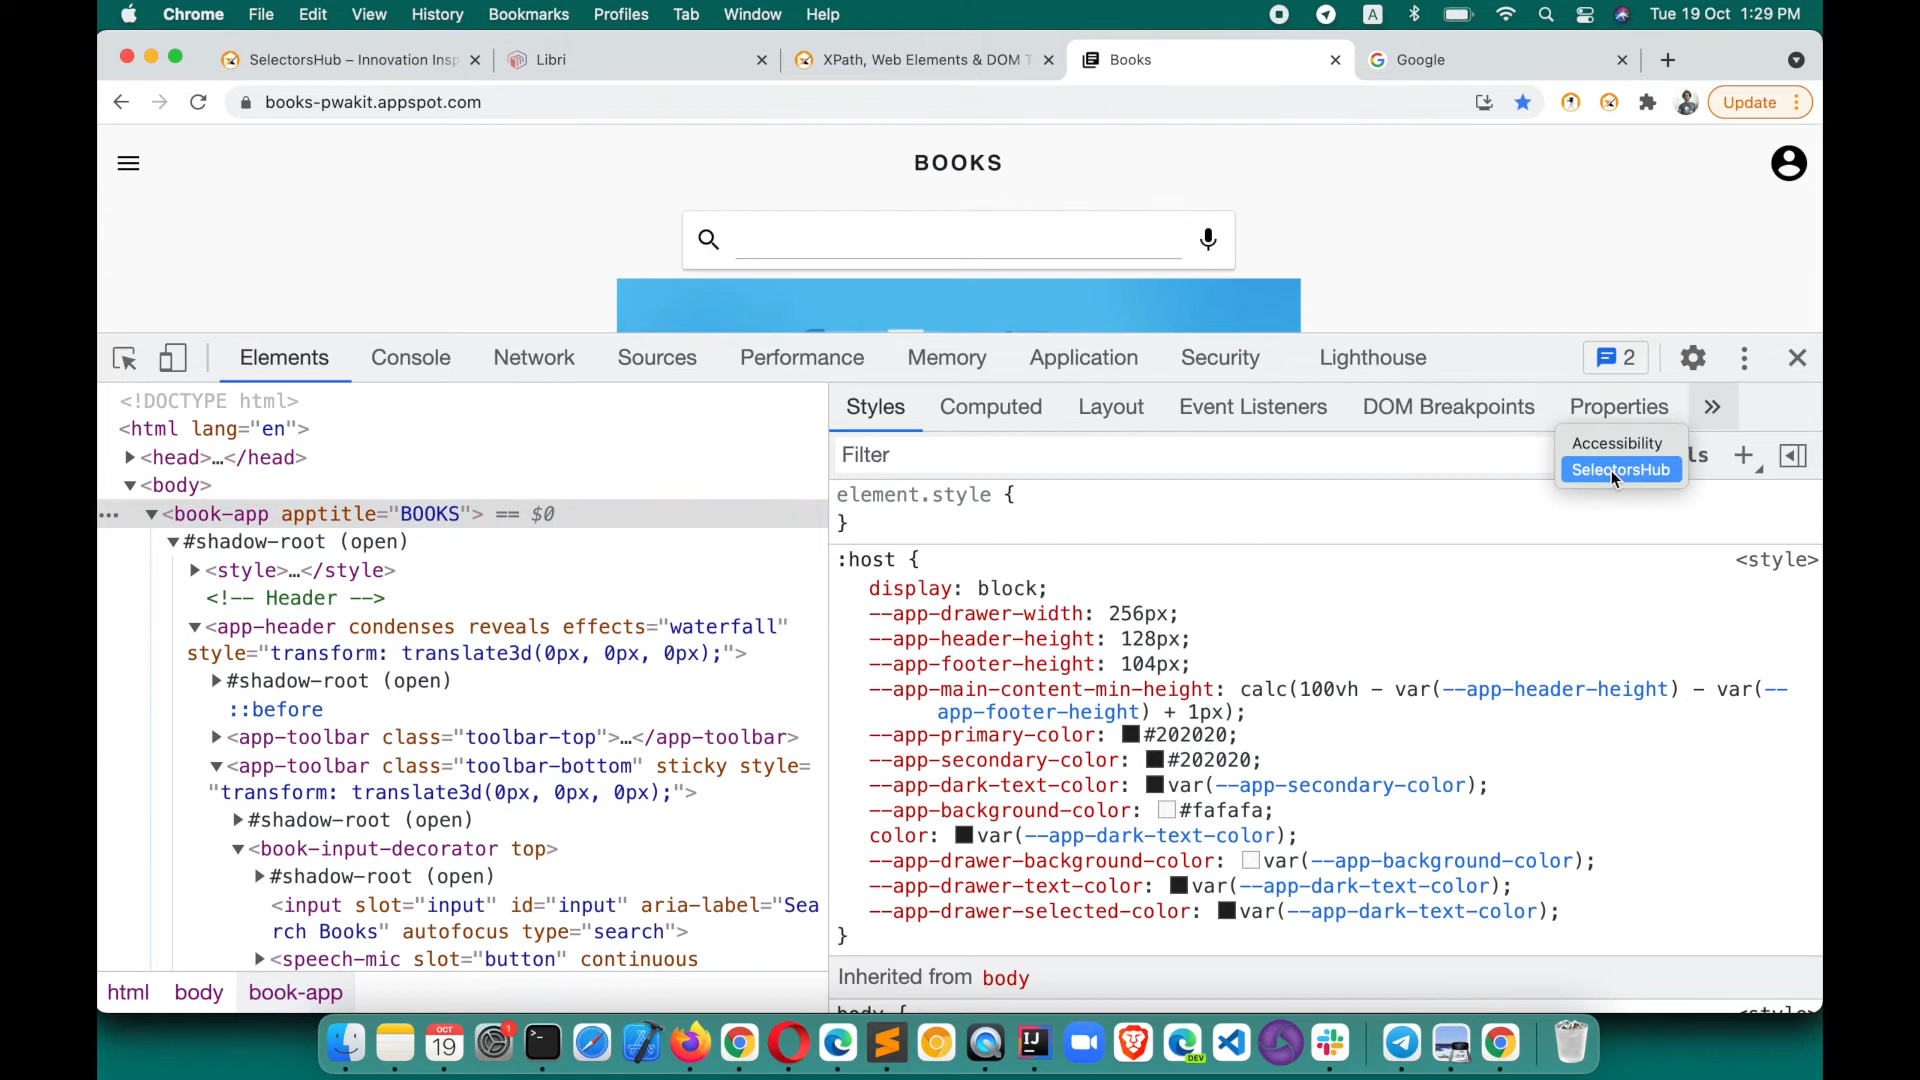 Chrome File Edit View History Bookmarks Profiles Tab Window Help A Tue 19 Oct 1:29 PM
SelectorsHub – Innovation Insp Libri XPath, Web Elements & DOM T Books Google
books-pwakit.appspot.com Update
BOOKS
Elements Console Network Sources Performance Memory Application Security Lighthouse 2
<!DOCTYPE html>
<html lang="en">
<head>…</head>
<body>
<book-app apptitle="BOOKS"> == $0
#shadow-root (open)
<style>…</style>
<!-- Header -->
<app-header condenses reveals effects="waterfall"
style="transform: translate3d(0px, 0px, 0px);">
#shadow-root (open)
::before
<app-toolbar class="toolbar-top">…</app-toolbar>
<app-toolbar class="toolbar-bottom" sticky style=
"transform: translate3d(0px, 0px, 0px);">
#shadow-root (open)
<book-input-decorator top>
#shadow-root (open)
<input slot="input" id="input" aria-label="Sea
rch Books" autofocus type="search">
<speech-mic slot="button" continuous
html body book-app
Styles Computed Layout Event Listeners DOM Breakpoints Properties »
Accessibility
SelectorsHub
Filter ls
element.style {
}
:host { <style>
display: block;
--app-drawer-width: 256px;
--app-header-height: 128px;
--app-footer-height: 104px;
--app-main-content-min-height: calc(100vh - var(--app-header-height) - var(--
app-footer-height) + 1px);
--app-primary-color: #202020;
--app-secondary-color: #202020;
--app-dark-text-color: var(--app-secondary-color);
--app-background-color: #fafafa;
color: var(--app-dark-text-color);
--app-drawer-background-color: var(--app-background-color);
--app-drawer-text-color: var(--app-dark-text-color);
--app-drawer-selected-color: var(--app-dark-text-color);
}
Inherited from body
body { <style>
OCT
19
1
IJ
DEV